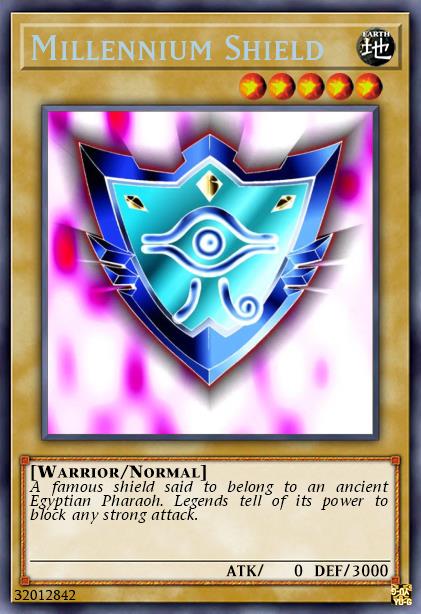 Millennium Shield
EARTH
地
[Warrior/Normal]
A famous shield said to belong to an ancient
Egyptian Pharaoh. Legends tell of its power to
block any strong attack.
ATK/ 0 DEF/3000
32012842